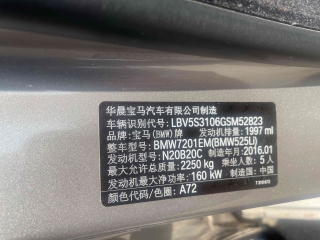 华晨宝马汽车有限公司制造
车辆识别代号: LBV5S3106GSM52823
品牌: 宝马(BMW)牌 发动机排量: 1997 ml
整车型号: BMW7201EM(BMW525Li)
发动机型号: N20B20C 制造年月: 2016.01
最大允许总质量: 2250 kg 乘坐人数: 5 人
发动机最大净功率: 160 kW 制造国: 中国
颜色代码/色号: A72